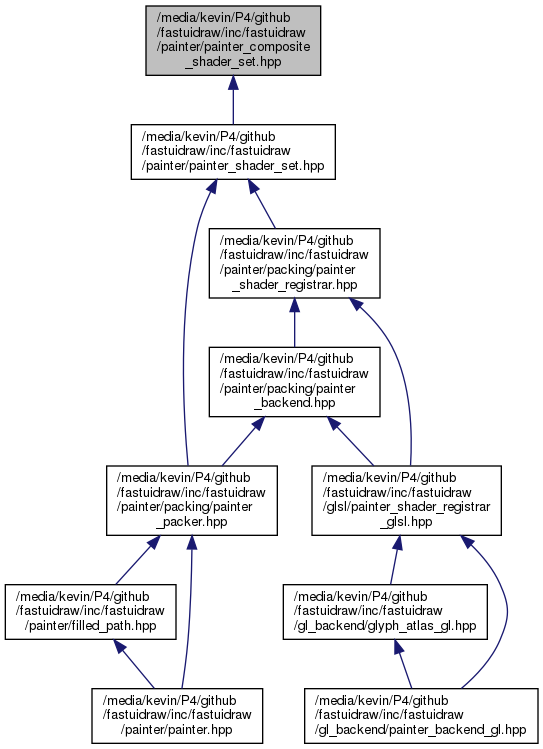 /media/kevin/P4/github
/fastuidraw/inc/fastuidraw
/painter/painter_composite
_shader_set.hpp
/media/kevin/P4/github
/fastuidraw/inc/fastuidraw
/painter/painter_shader_set.hpp
/media/kevin/P4/github
/fastuidraw/inc/fastuidraw
/painter/packing/painter
_shader_registrar.hpp
/media/kevin/P4/github
/fastuidraw/inc/fastuidraw
/painter/packing/painter
_backend.hpp
/media/kevin/P4/github
/fastuidraw/inc/fastuidraw
/painter/packing/painter
_packer.hpp
/media/kevin/P4/github
/fastuidraw/inc/fastuidraw
/glsl/painter_shader_registrar
_glsl.hpp
/media/kevin/P4/github
/fastuidraw/inc/fastuidraw
/painter/filled_path.hpp
/media/kevin/P4/github
/fastuidraw/inc/fastuidraw
/gl_backend/glyph_atlas_gl.hpp
/media/kevin/P4/github
/fastuidraw/inc/fastuidraw
/painter/painter.hpp
/media/kevin/P4/github
/fastuidraw/inc/fastuidraw
/gl_backend/painter_backend_gl.hpp